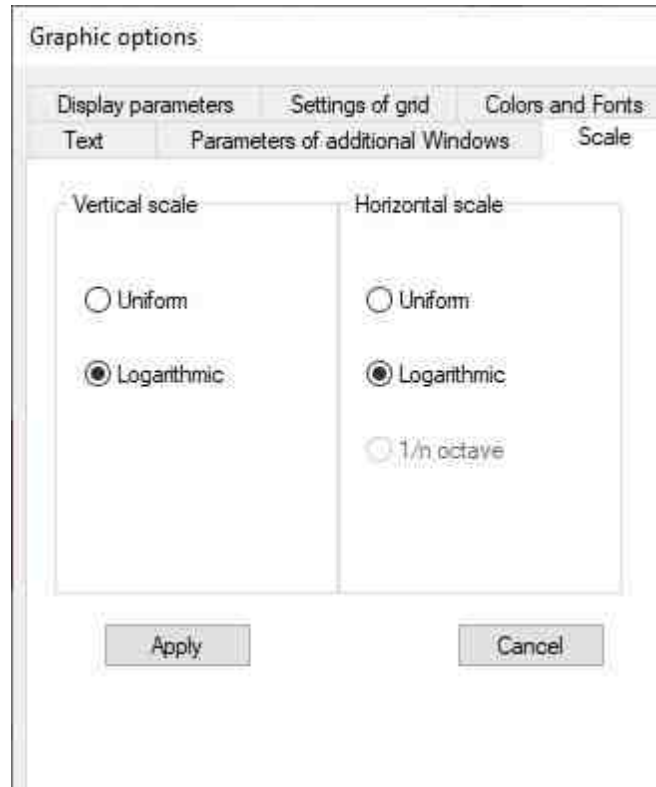 Graphic options
Display parameters Settings of grid Colors and Fonts
Text Parameters of additional Windows Scale
Vertical scale Horizontal scale
Uniform Uniform
Logarithmic Logarithmic
1/n octave
Apply Cancel